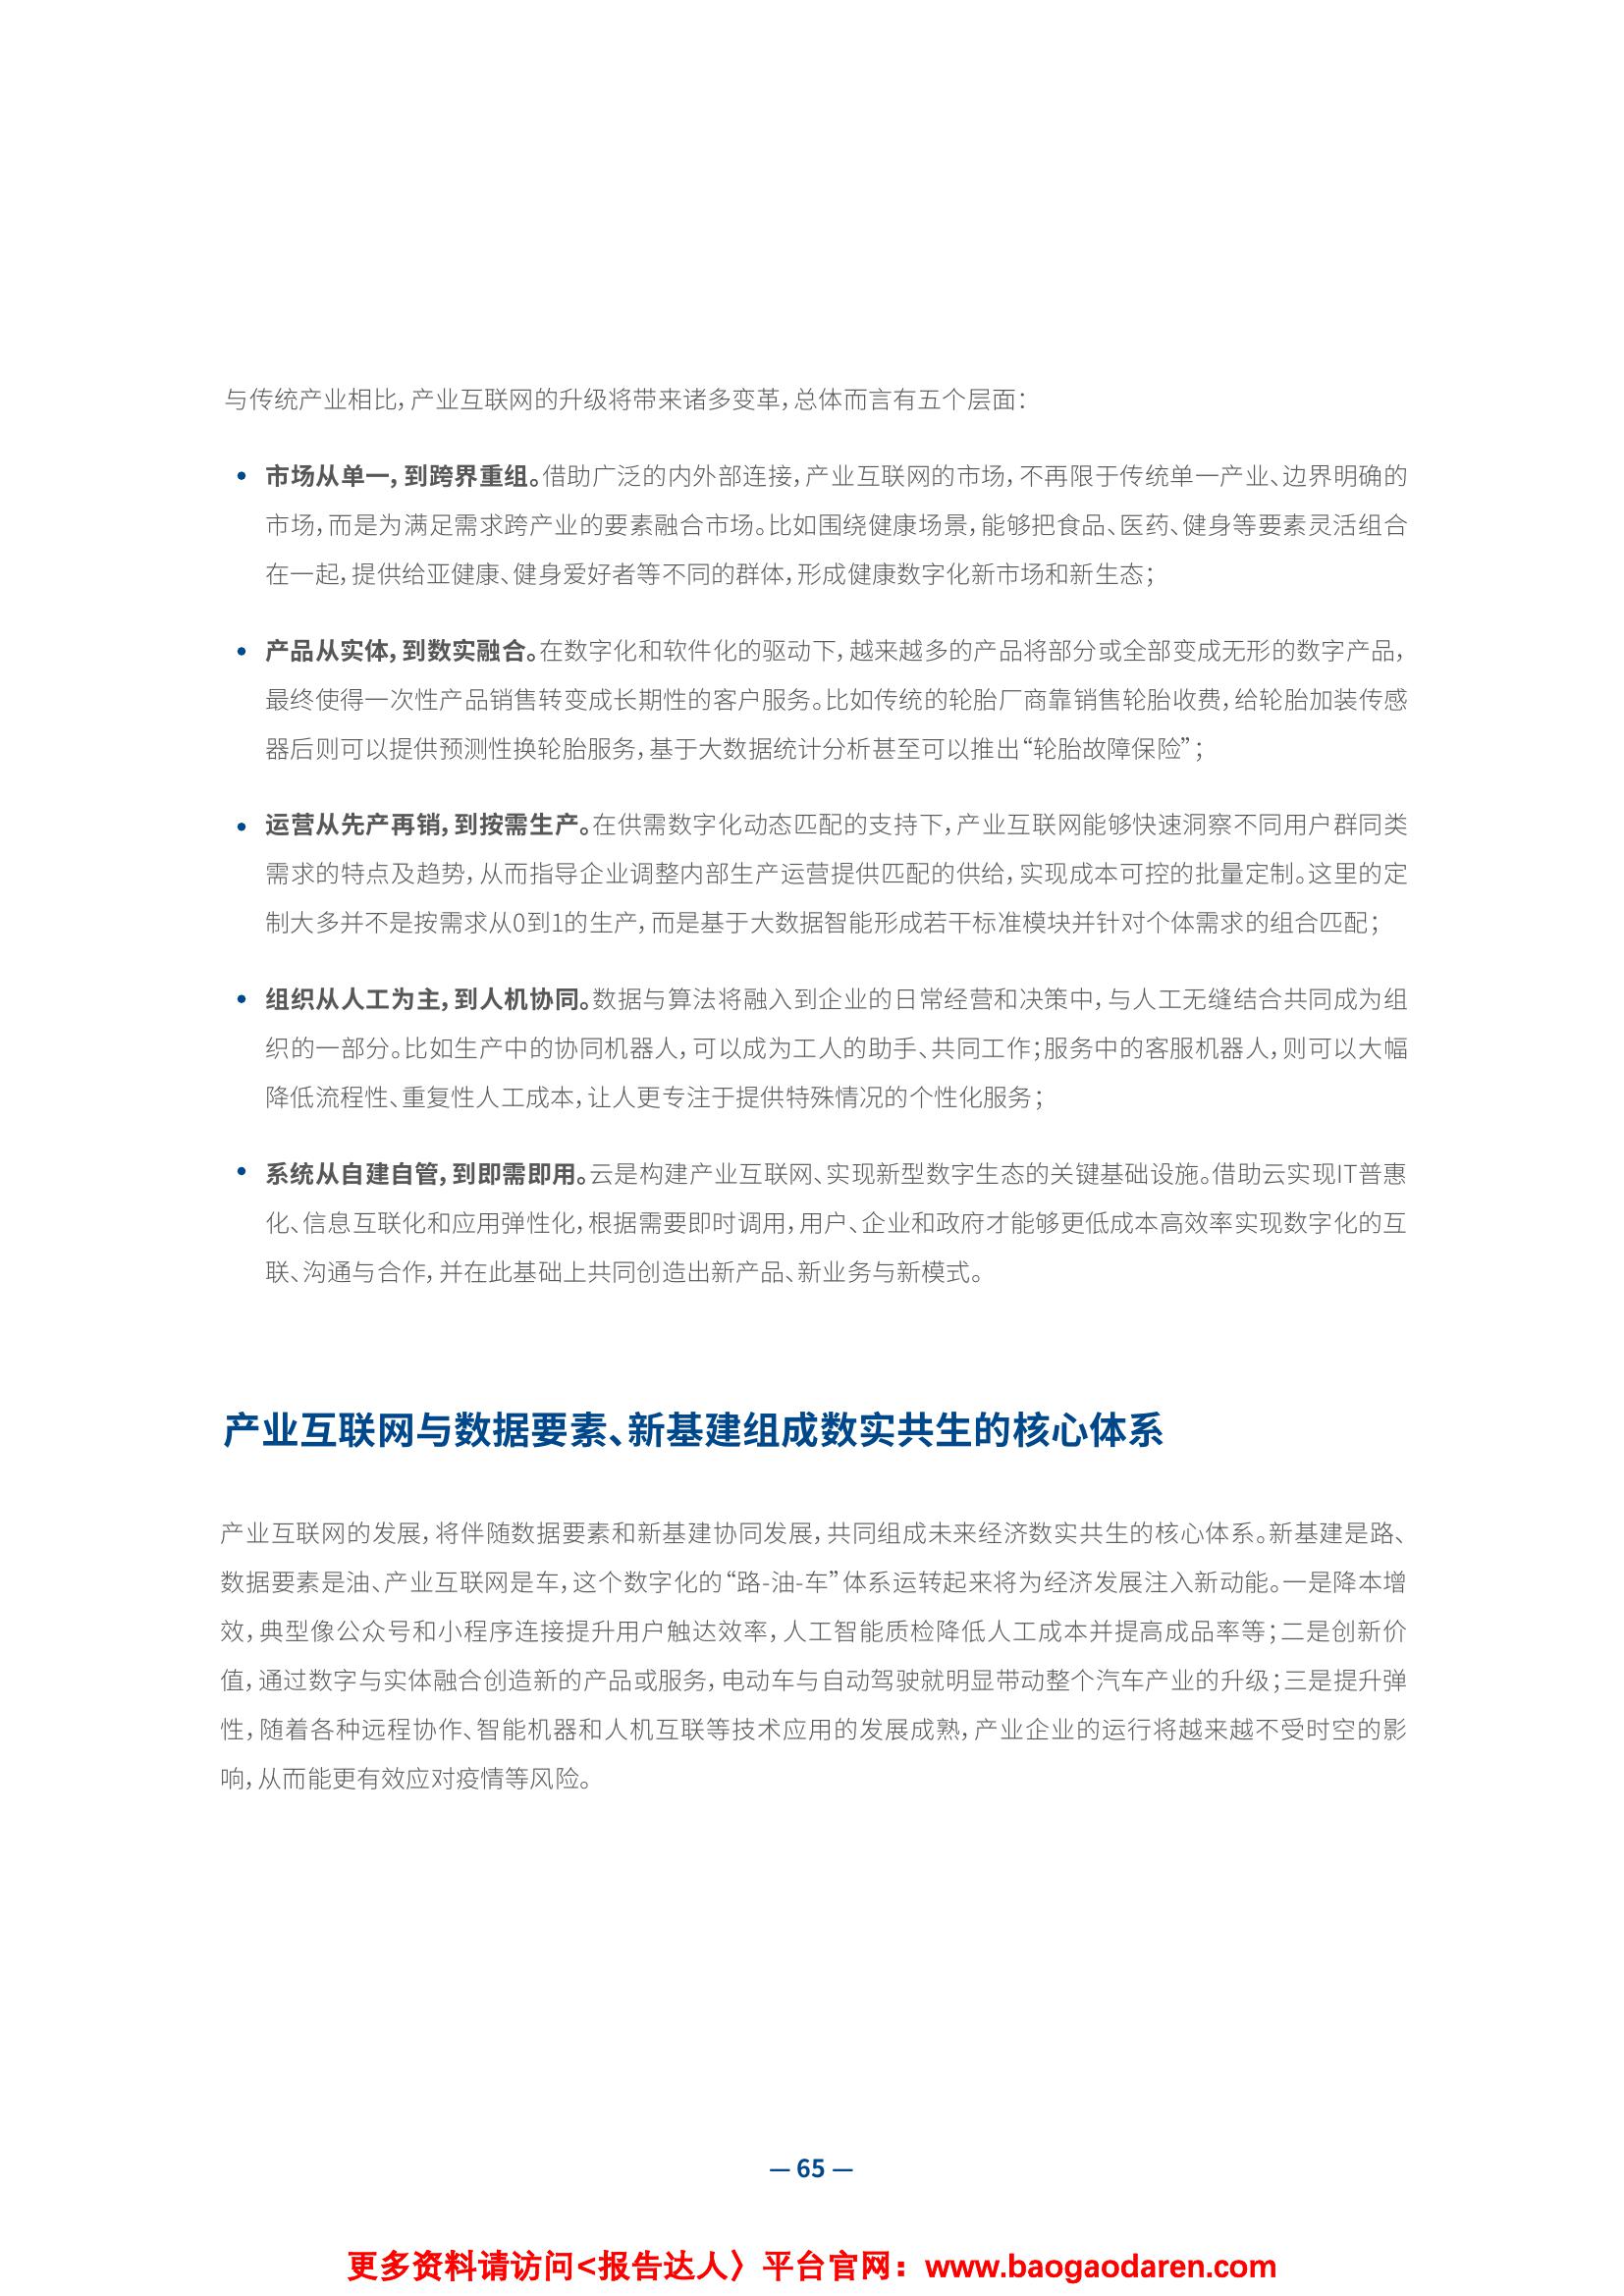 与传统产业相比，产业互联网的升级将带来诸多变革，总体而言有五个层面：
• 市场从单一，到跨界重组。借助广泛的内外部连接，产业互联网的市场，不再限于传统单一产业、边界明确的
市场，而是为满足需求跨产业的要素融合市场。比如围绕健康场景，能够把食品、医药、健身等要素灵活组合
在一起，提供给亚健康、健身爱好者等不同的群体，形成健康数字化新市场和新生态；
• 产品从实体，到数实融合。在数字化和软件化的驱动下，越来越多的产品将部分或全部变成无形的数字产品，
最终使得一次性产品销售转变成长期性的客户服务。比如传统的轮胎厂商靠销售轮胎收费，给轮胎加装传感
器后则可以提供预测性换轮胎服务，基于大数据统计分析甚至可以推出“轮胎故障保险”；
• 运营从先产再销，到按需生产。在供需数字化动态匹配的支持下，产业互联网能够快速洞察不同用户群同类
需求的特点及趋势，从而指导企业调整内部生产运营提供匹配的供给，实现成本可控的批量定制。这里的定
制大多并不是按需求从0到1的生产，而是基于大数据智能形成若干标准模块并针对个体需求的组合匹配；
• 组织从人工为主，到人机协同。数据与算法将融入到企业的日常经营和决策中，与人工无缝结合共同成为组
织的一部分。比如生产中的协同机器人，可以成为工人的助手、共同工作；服务中的客服机器人，则可以大幅
降低流程性、重复性人工成本，让人更专注于提供特殊情况的个性化服务；
• 系统从自建自管，到即需即用。云是构建产业互联网、实现新型数字生态的关键基础设施。借助云实现IT普惠
化、信息互联化和应用弹性化，根据需要即时调用，用户、企业和政府才能够更低成本高效率实现数字化的互
联、沟通与合作，并在此基础上共同创造出新产品、新业务与新模式。
产业互联网与数据要素、新基建组成数实共生的核心体系
产业互联网的发展，将伴随数据要素和新基建协同发展，共同组成未来经济数实共生的核心体系。新基建是路、
数据要素是油、产业互联网是车，这个数字化的“路-油-车”体系运转起来将为经济发展注入新动能。一是降本增
效，典型像公众号和小程序连接提升用户触达效率，人工智能质检降低人工成本并提高成品率等；二是创新价
值，通过数字与实体融合创造新的产品或服务，电动车与自动驾驶就明显带动整个汽车产业的升级；三是提升弹
性，随着各种远程协作、智能机器和人机互联等技术应用的发展成熟，产业企业的运行将越来越不受时空的影
响，从而能更有效应对疫情等风险。
— 65 —
更多资料请访问<报告达人〉平台官网：www.baogaodaren.com